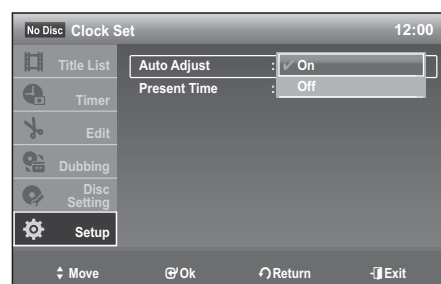 No Disc Clock Set 12:00
Title List
Timer
Edit
Dubbing
Disc
Setting
Setup
Auto Adjust : ✓ On
Present Time : Off
Move Ok Return Exit